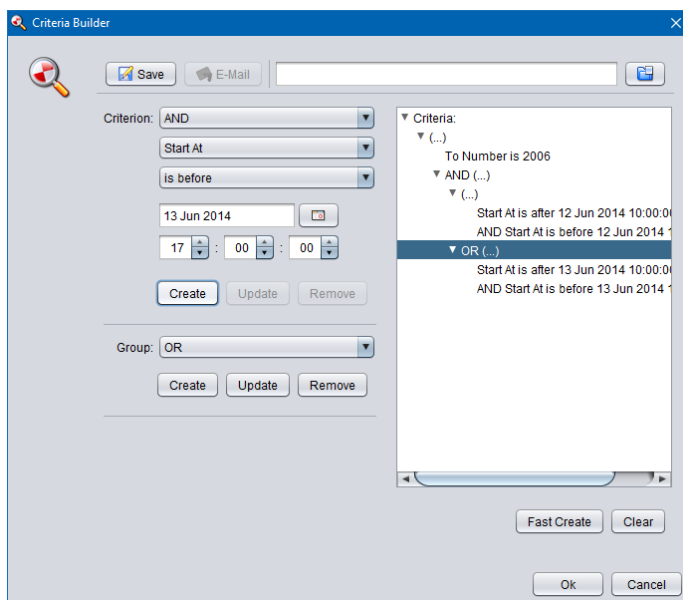 Criteria Builder
Save
E-Mail
Criterion:
AND
Start At
is before
13 Jun 2014
17 : 00 : 00
Create
Update
Remove
Group:
OR
Create
Update
Remove
Criteria:
(...)
To Number is 2006
AND (...)
(...)
Start At is after 12 Jun 2014 10:00:0
AND Start At is before 12 Jun 2014 1
OR (...)
Start At is after 13 Jun 2014 10:00:0
AND Start At is before 13 Jun 2014 1
Fast Create
Clear
Ok
Cancel